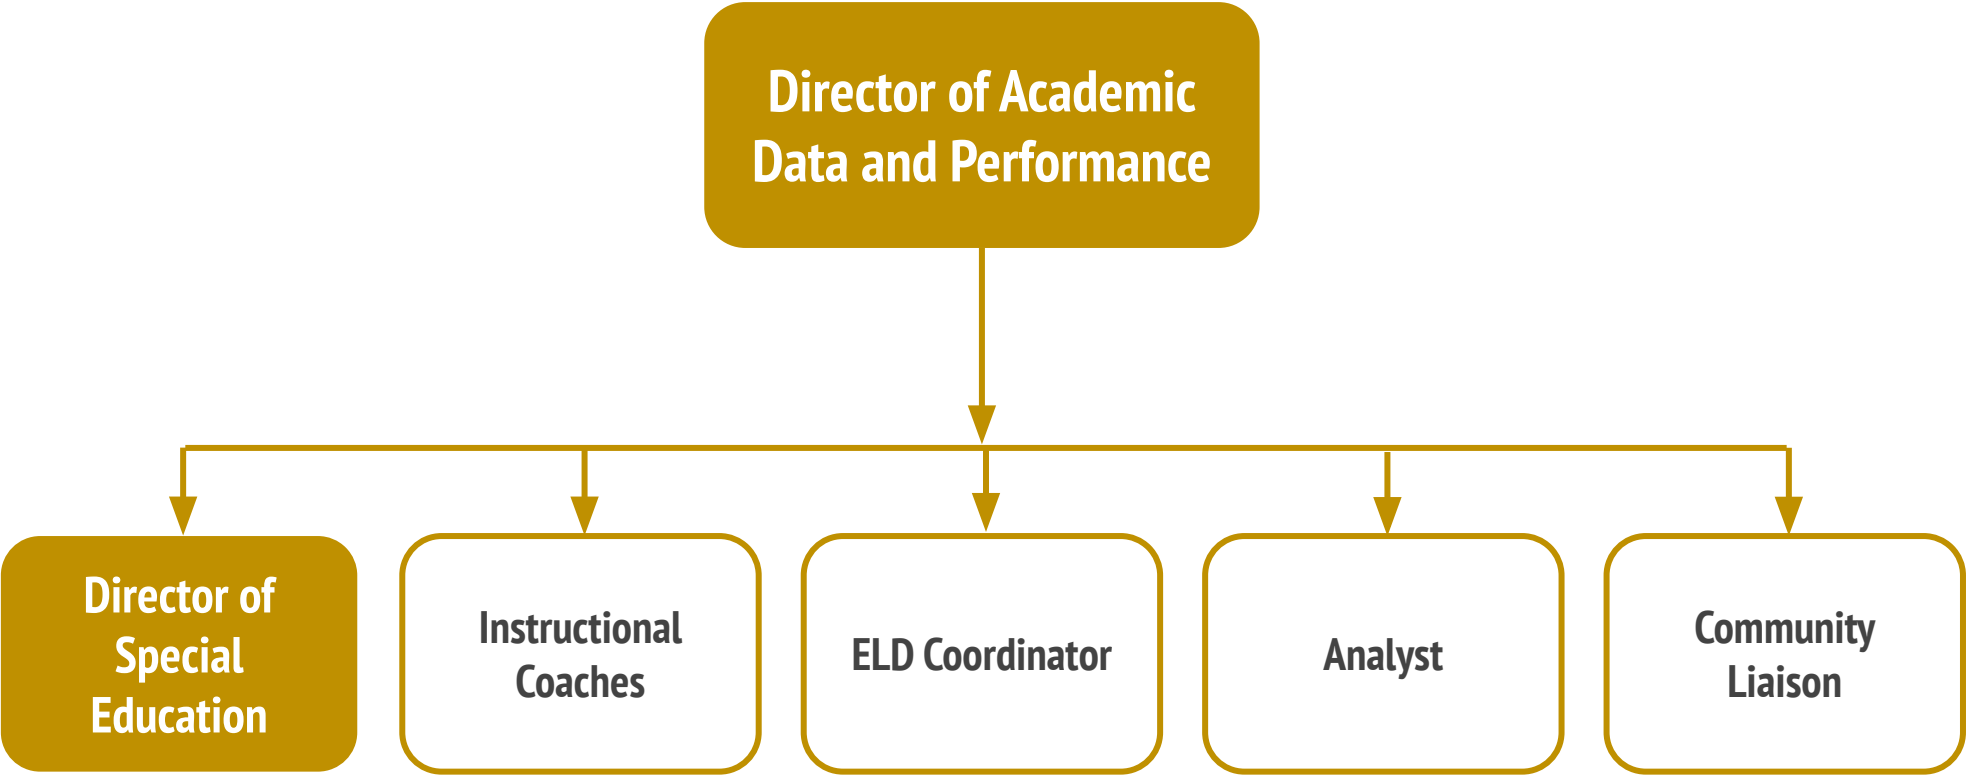 Director of Academic
Data and Performance
Director of
Special
Education
Instructional
Coaches
ELD Coordinator
Analyst
Community
Liaison